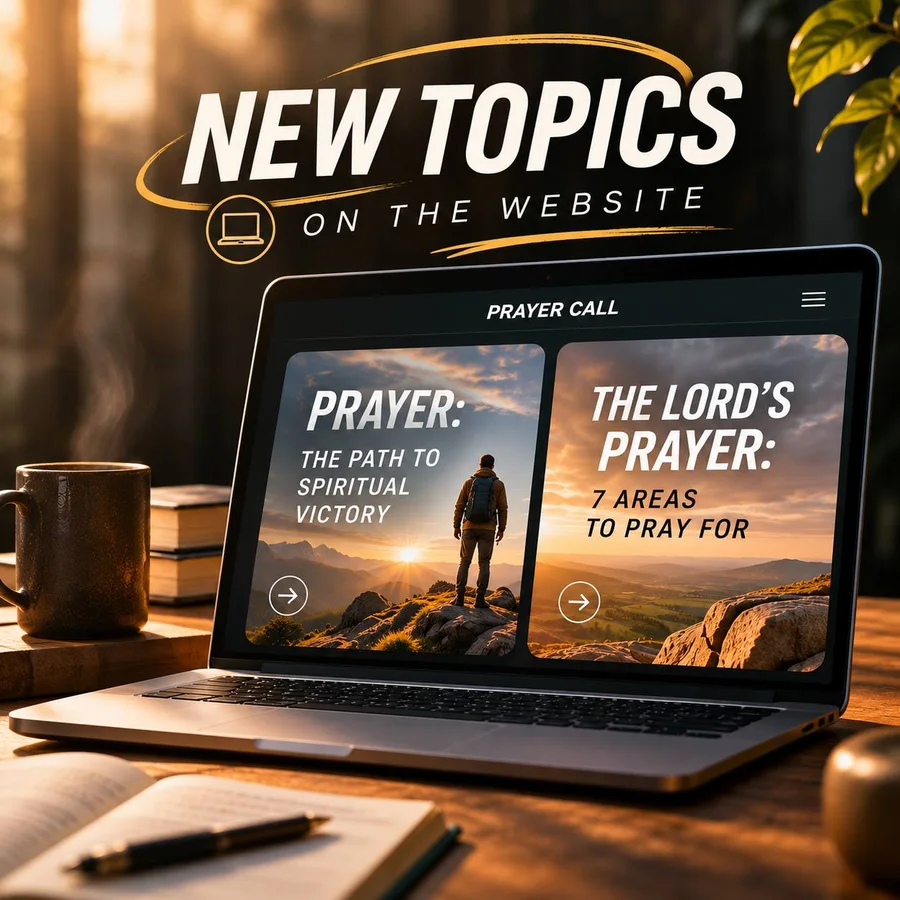 NEW TOPICS
ON THE WEBSITE
PRAYER CALL
PRAYER:
THE PATH TO
SPIRITUAL
VICTORY
THE LORD'S
PRAYER:
7 AREAS
TO PRAY FOR